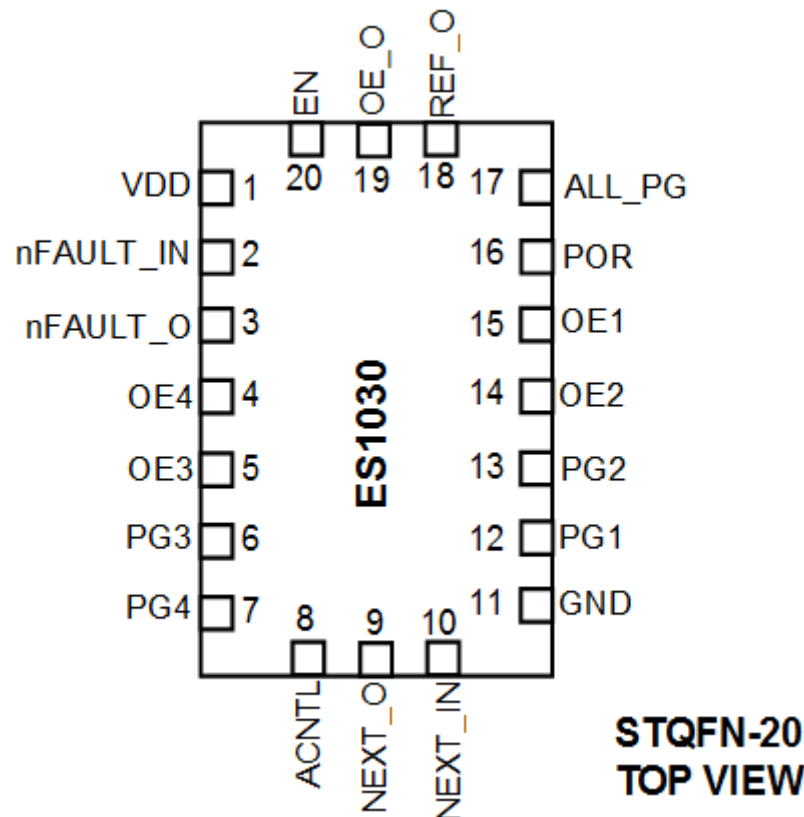 EN
OE_O
REF_O
20
19
18
VDD 1
17 ALL_PG
nFAULT_IN 2
16 POR
nFAULT_O 3
15 OE1
OE4 4
14 OE2
ES1030
OE3 5
13 PG2
PG3 6
12 PG1
PG4 7
11 GND
8
9
10
ACNTL
NEXT_O
NEXT_IN
STQFN-20
TOP VIEW